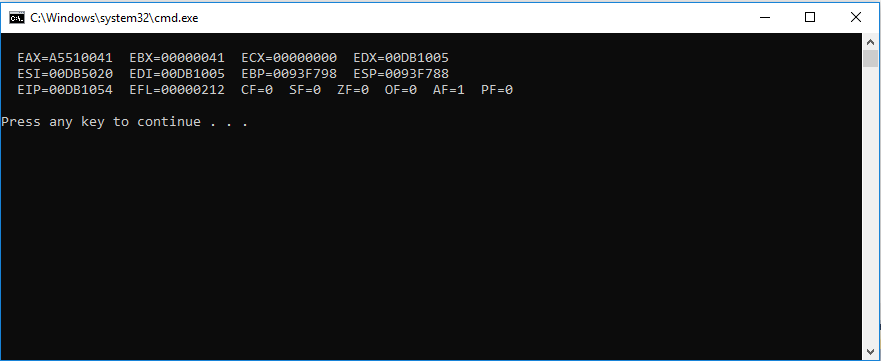 C:\Windows\system32\cmd.exe
EAX=A5510041 EBX=00000041 ECX=00000000 EDX=00DB1005
ESI=00DB5020 EDI=00DB1005 EBP=0093F798 ESP=0093F788
EIP=00DB1054 EFL=00000212 CF=0 SF=0 ZF=0 OF=0 AF=1 PF=0
Press any key to continue . . .